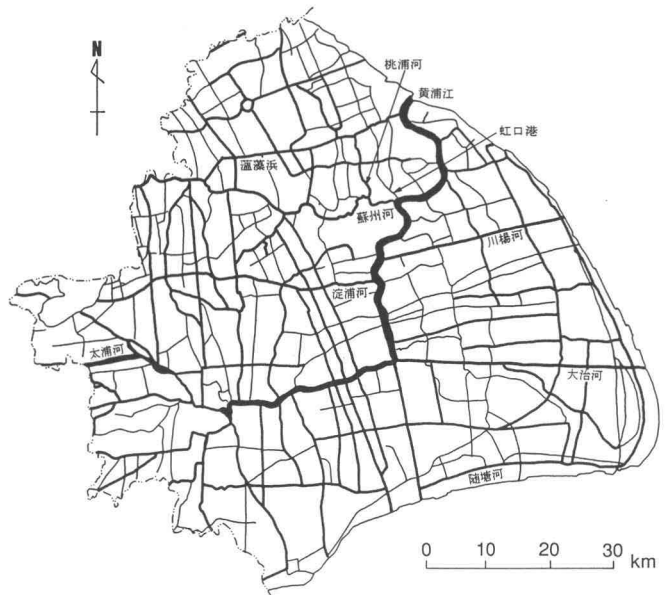 N
桃浦河
黄浦江
虹口港
蕰藻浜
蘇州河
川楊河
淀浦河
太浦河
大治河
随塘河
0 10 20 30 km